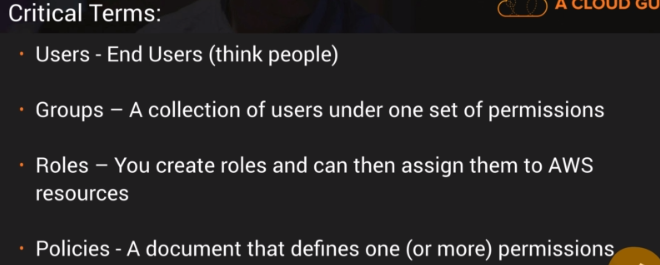 Critical Terms:
A CLOUD GU
· Users - End Users (think people)
· Groups – A collection of users under one set of permissions
· Roles – You create roles and can then assign them to AWS
resources
· Policies - A document that defines one (or more) permissions